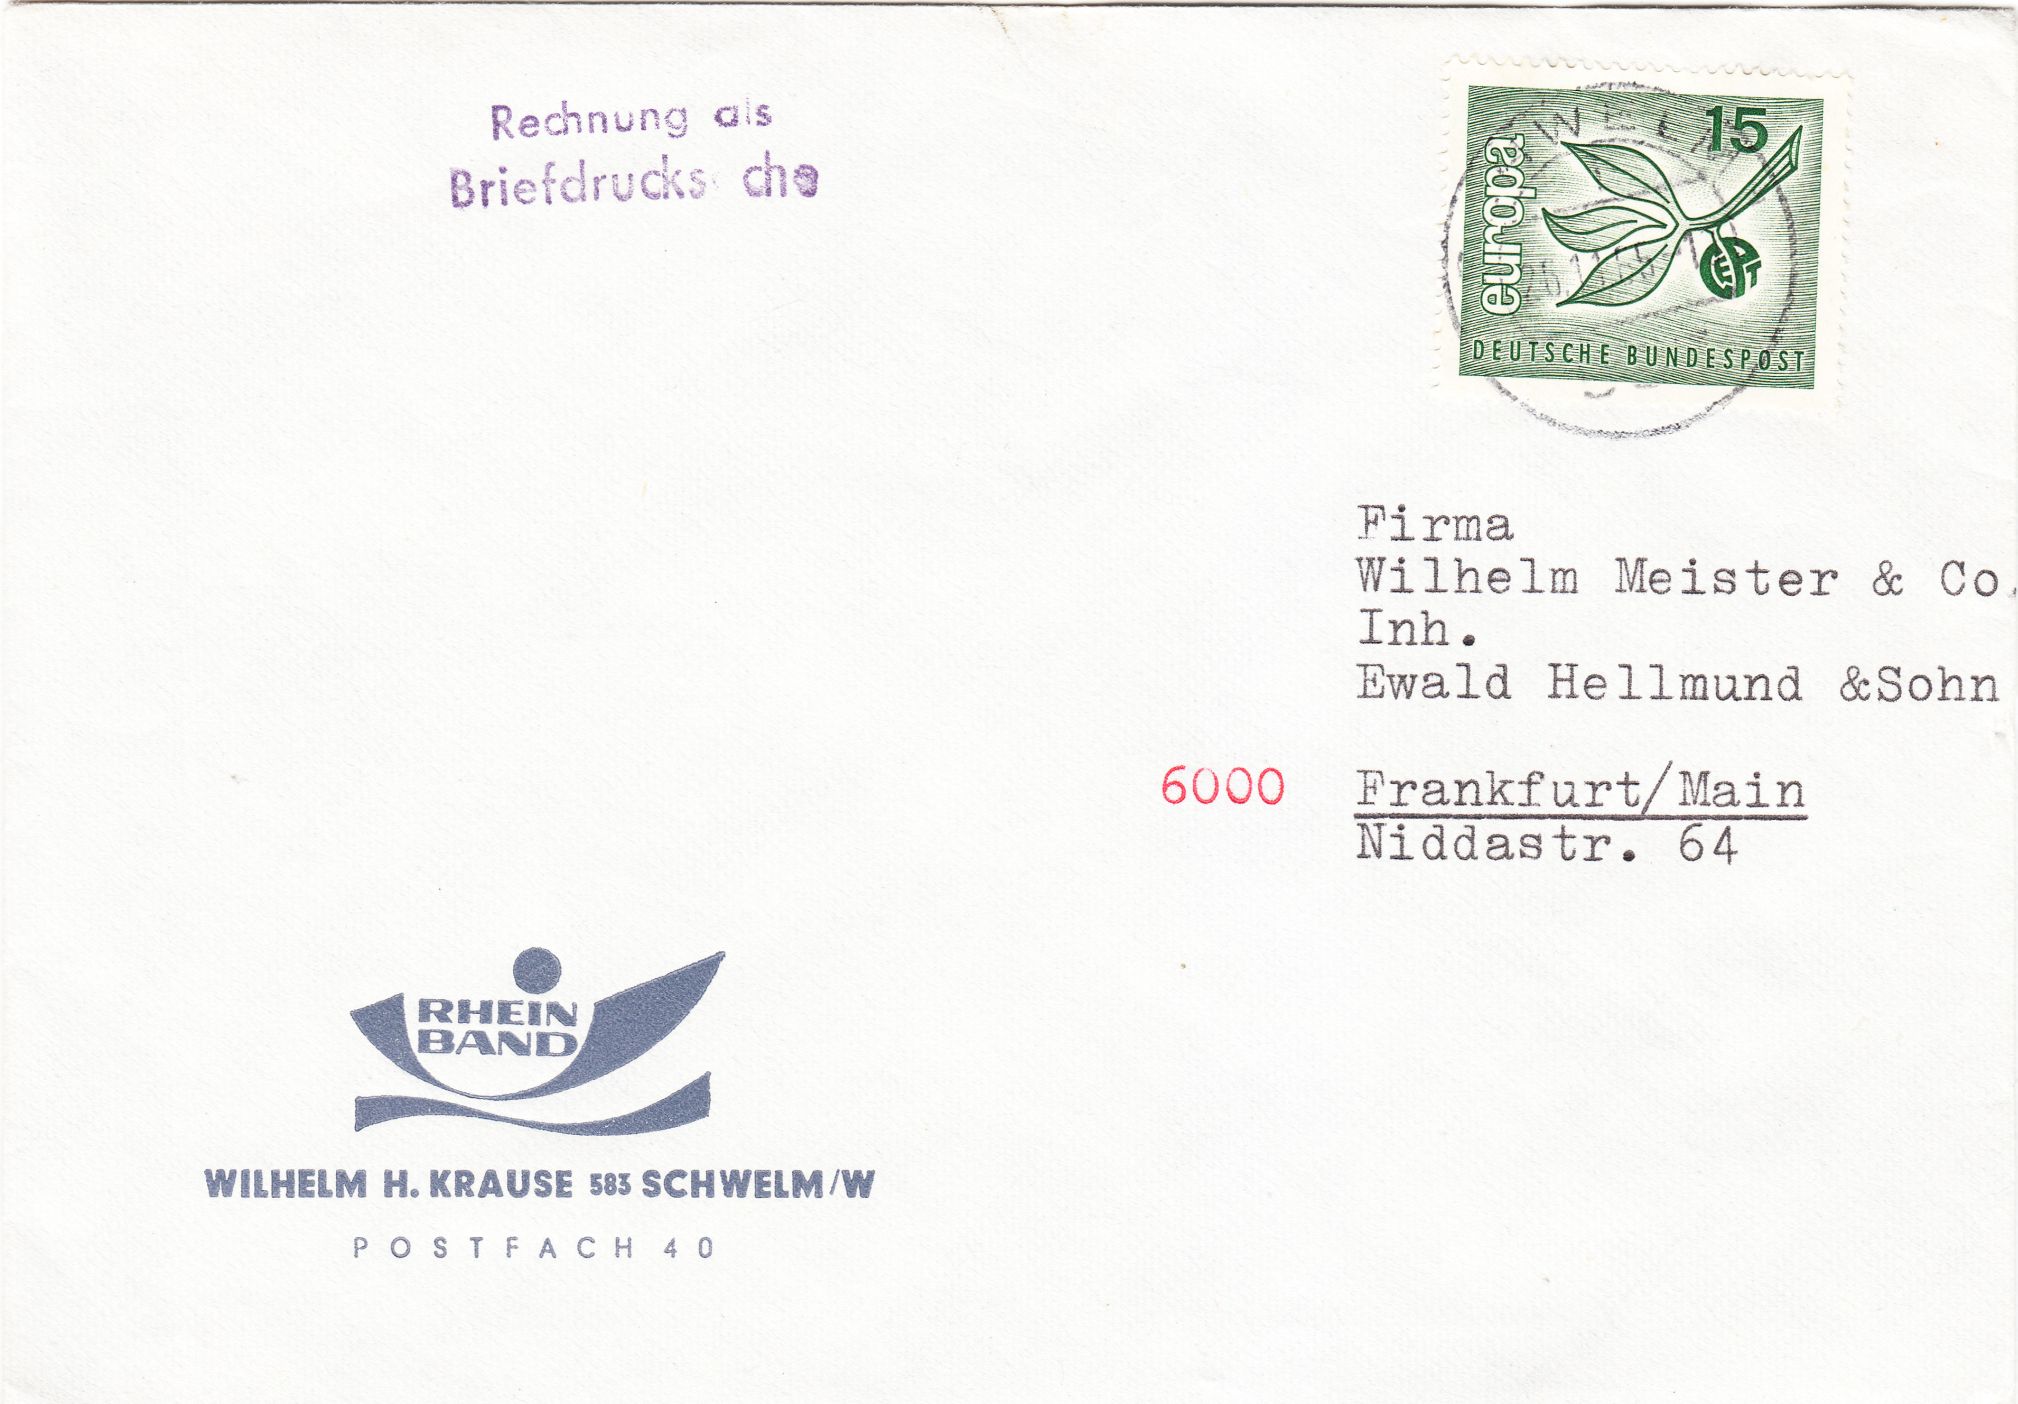 Rechnung als
Briefdrucks che
15
europa
DEUTSCHE BUNDESPOST
Firma
Wilhelm Meister & Co.
Inh.
Ewald Hellmund &Sohn
6000 Frankfurt/Main
Niddastr. 64
RHEIN
BAND
WILHELM H. KRAUSE 583 SCHWELM/W
POSTFACH 40